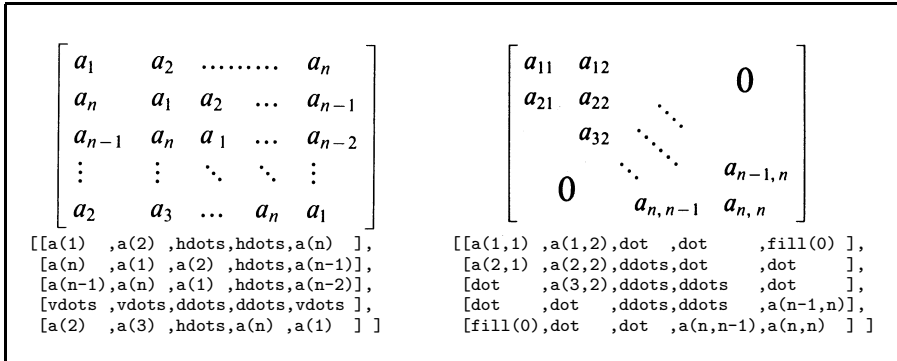 a₁ a₂ ......... aₙ
aₙ a₁ a₂ ... aₙ₋₁
aₙ₋₁ aₙ a₁ ... aₙ₋₂
⋮ ⋮ ⋱ ⋱ ⋮
a₂ a₃ ... aₙ a₁
[[a(1)  ,a(2) ,hdots,hdots,a(n)  ],
[a(n)  ,a(1) ,a(2) ,hdots,a(n-1)],
[a(n-1),a(n) ,a(1) ,hdots,a(n-2)],
[vdots ,vdots,ddots,ddots,vdots ],
[a(2)  ,a(3) ,hdots,a(n) ,a(1)  ] ]
a₁₁ a₁₂ 0
a₂₁ a₂₂ ⋱
a₃₂ ⋱
⋱ aₙ₋₁,ₙ
0 aₙ,ₙ₋₁ aₙ,ₙ
[[a(1,1) ,a(1,2),dot  ,dot     ,fill(0) ],
[a(2,1) ,a(2,2),ddots,dot     ,dot     ],
[dot    ,a(3,2),ddots,ddots   ,dot     ],
[dot    ,dot   ,ddots,ddots   ,a(n-1,n)],
[fill(0),dot   ,dot  ,a(n,n-1),a(n,n)  ] ]